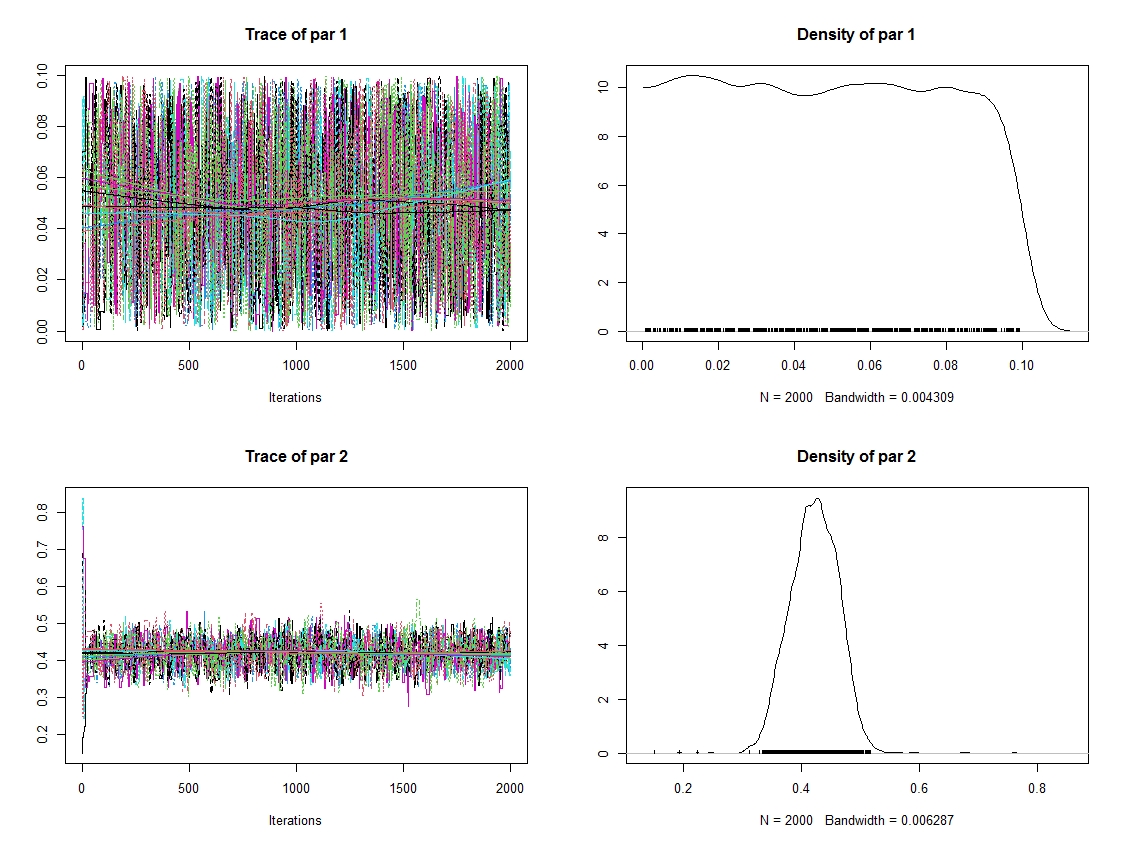 Trace of par 1
0.00 0.02 0.04 0.06 0.08 0.10
0 500 1000 1500 2000
Iterations
Density of par 1
0 2 4 6 8 10
0.00 0.02 0.04 0.06 0.08 0.10
N = 2000 Bandwidth = 0.004309
Trace of par 2
0.2 0.3 0.4 0.5 0.6 0.7 0.8
0 500 1000 1500 2000
Iterations
Density of par 2
0 2 4 6 8
0.2 0.4 0.6 0.8
N = 2000 Bandwidth = 0.006287